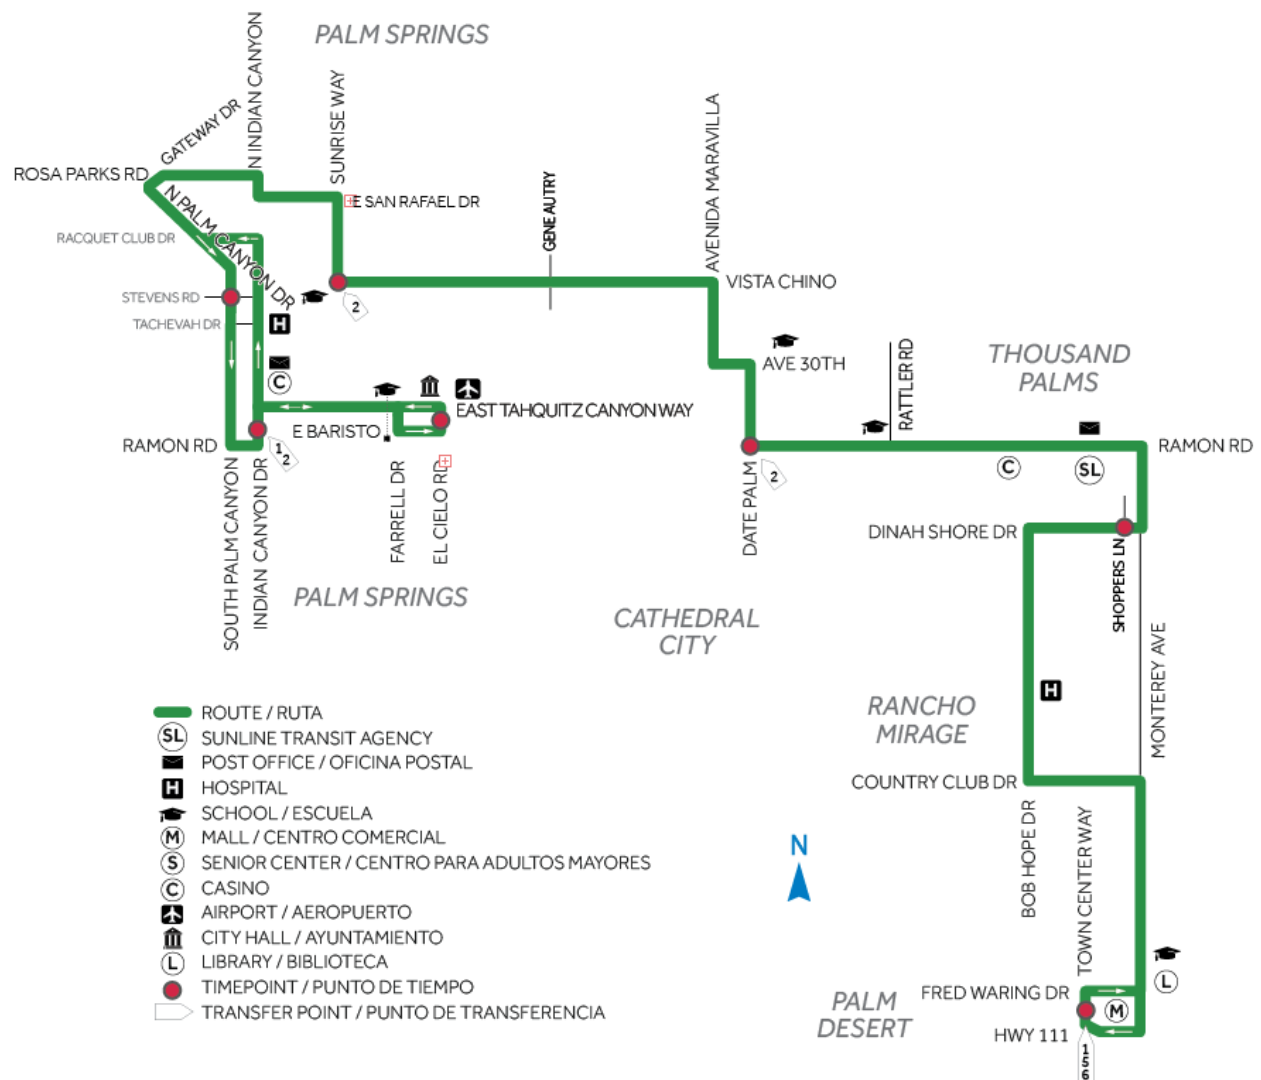 PALM SPRINGS
N INDIAN CANYON
GATEWAY DR
SUNRISE WAY
AVENIDA MARAVILLA
ROSA PARKS RD
N PALM CANYON DR
E SAN RAFAEL DR
GENE AUTRY
RACQUET CLUB DR
VISTA CHINO
STEVENS RD
2
TACHEVAH DR
H
C
AVE 30TH
RATTLER RD
THOUSAND
PALMS
EAST TAHQUITZ CANYON WAY
E BARISTO
RAMON RD
1
2
RAMON RD
2
C
SL
SOUTH PALM CANYON
INDIAN CANYON DR
FARRELL DR
EL CIELO RD
DATE PALM
DINAH SHORE DR
SHOPPERS LN
PALM SPRINGS
CATHEDRAL
CITY
MONTEREY AVE
H
RANCHO
MIRAGE
COUNTRY CLUB DR
BOB HOPE DR
TOWN CENTER WAY
N
ROUTE / RUTA
SL SUNLINE TRANSIT AGENCY
POST OFFICE / OFICINA POSTAL
H HOSPITAL
SCHOOL / ESCUELA
M MALL / CENTRO COMERCIAL
S SENIOR CENTER / CENTRO PARA ADULTOS MAYORES
C CASINO
AIRPORT / AEROPUERTO
CITY HALL / AYUNTAMIENTO
L LIBRARY / BIBLIOTECA
TIMEPOINT / PUNTO DE TIEMPO
TRANSFER POINT / PUNTO DE TRANSFERENCIA
L
FRED WARING DR
M
PALM
DESERT
HWY 111
1
5
6